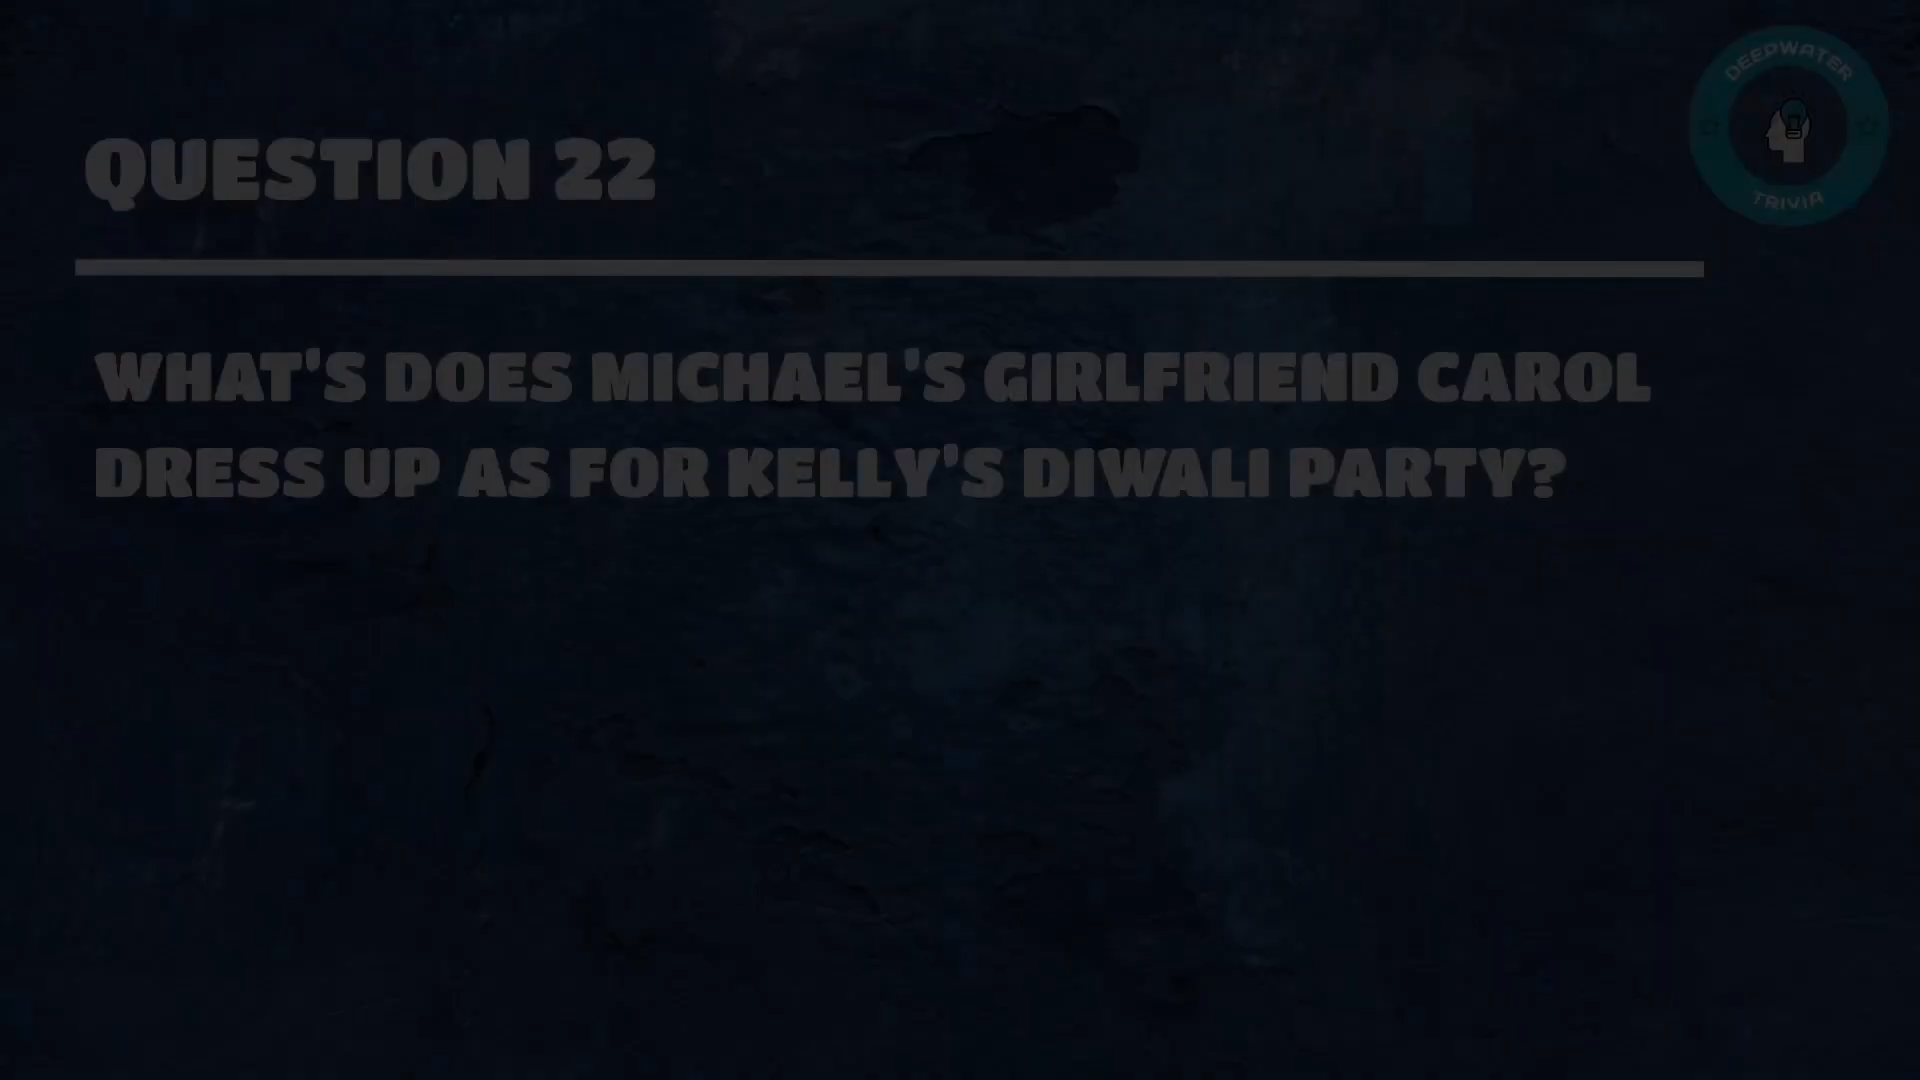 DEEPWATER
TRIVIA
QUESTION 22
WHAT'S DOES MICHAEL'S GIRLFRIEND CAROL
DRESS UP AS FOR KELLY'S DIWALI PARTY?